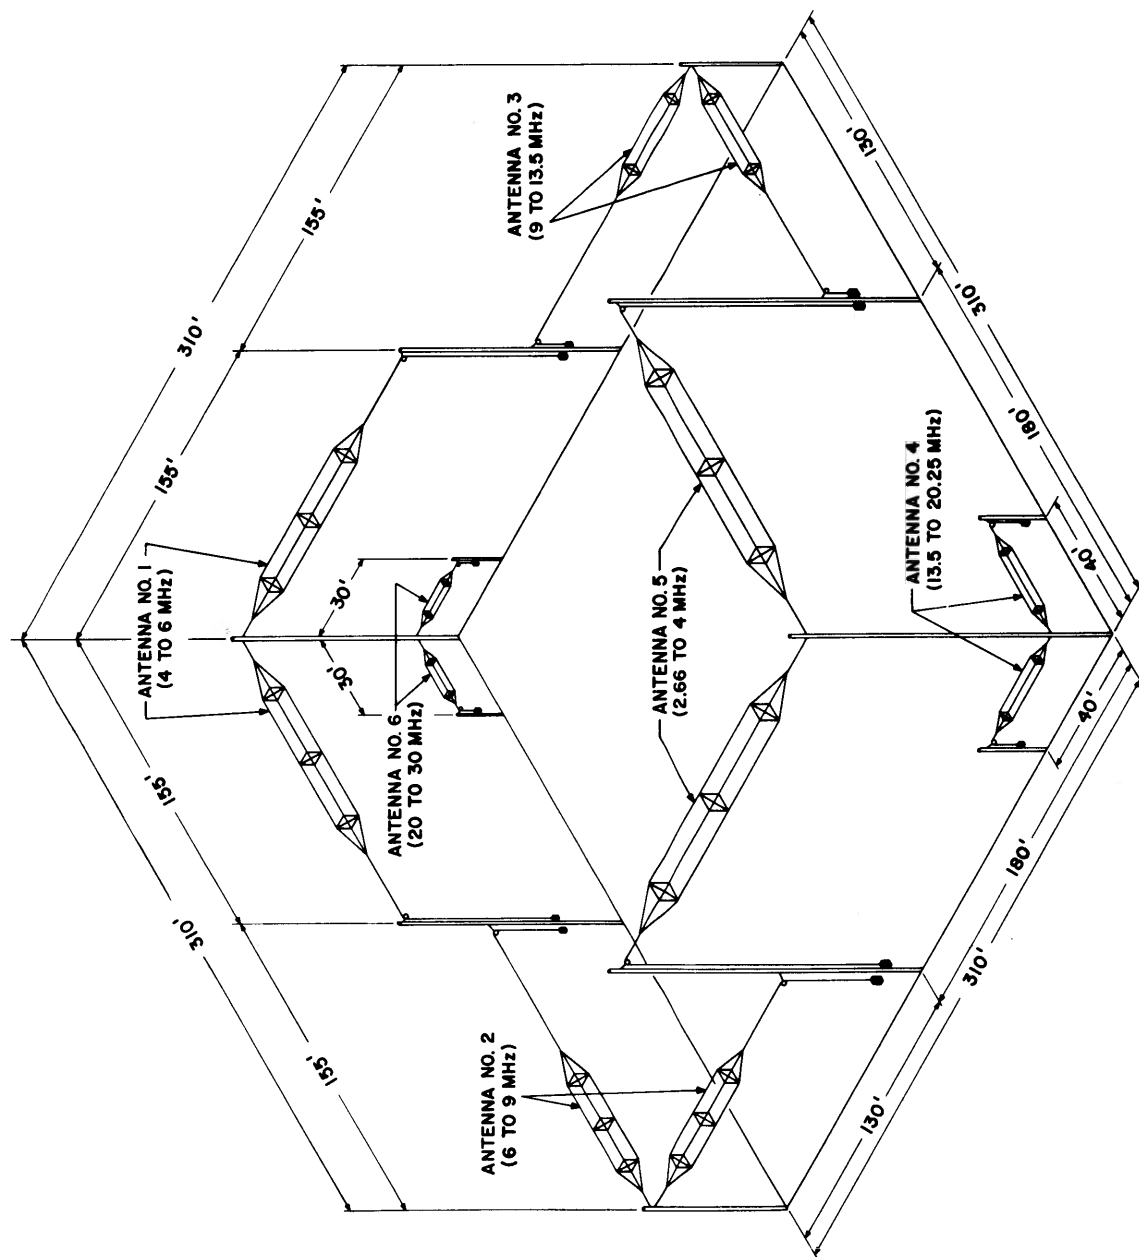 310'
310'
155'
155'
155'
155'
ANTENNA NO. 1
(4 TO 6 MHz)
ANTENNA NO. 3
(9 TO 13.5 MHz)
30'
30'
ANTENNA NO. 6
(20 TO 30 MHz)
ANTENNA NO. 5
(2.66 TO 4 MHz)
ANTENNA NO. 2
(6 TO 9 MHz)
ANTENNA NO. 4
(13.5 TO 20.25 MHz)
130'
310'
180'
40'
40'
180'
310'
130'